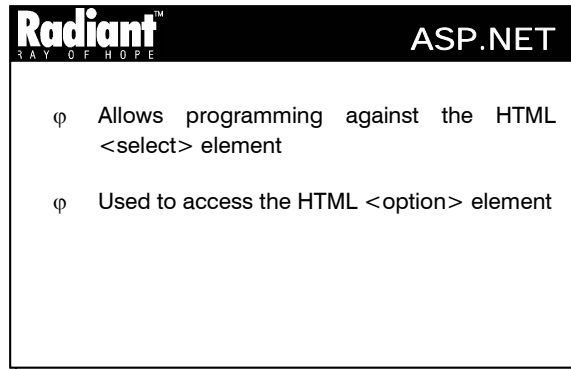 Radiant™
RAY OF HOPE
ASP.NET
φ Allows programming against the HTML
<select> element
φ Used to access the HTML <option> element